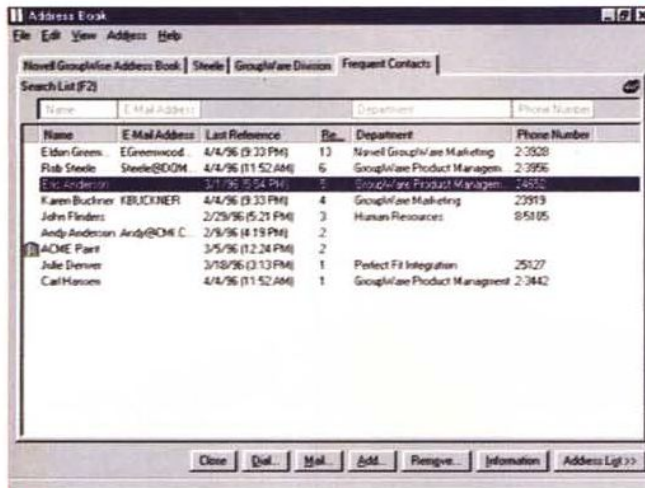 Address Book
File Edit View Address Help
Novell GroupWise Address Book Steele GroupWare Division Frequent Contacts
Search List (F2)
Name E-Mail Address Department Phone Number
Name E-Mail Address Last Reference Re... Department Phone Number
Eldon Green... EGreenwood... 4/4/96 (9:33 PM) 13 Novell GroupWare Marketing 2-3928
Rob Steele Steele@DOM... 4/4/96 (11:52 AM) 6 GroupWare Product Managem... 2-3956
Eric Anderson 3/1/96 (5:54 PM) 5 GroupWare Product Managem... 24652
Karen Buckner KBUCKNER 4/4/96 (9:33 PM) 4 GroupWare Marketing 23919
John Flinders 2/29/96 (5:21 PM) 3 Human Resources 85105
Andy Anderson Andy@CMI.C... 2/9/96 (4:19 PM) 2
ACME Paint 3/5/96 (12:24 PM) 2
Julie Denver 3/18/96 (3:13 PM) 1 Perfect Fit Integration 25127
Carl Hansen 4/4/96 (11:52 AM) 1 GroupWare Product Managment 2-3442
Close Dial... Mail... Add... Remove... Information Address List >>